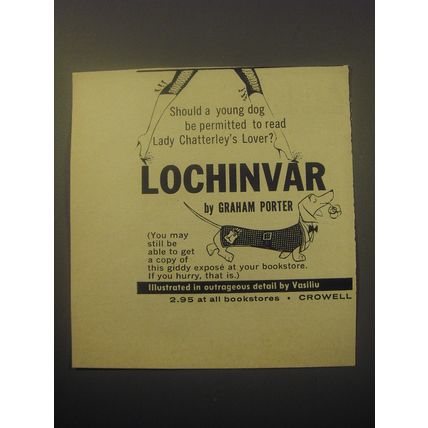 Should a young dog
be permitted to read
Lady Chatterley's Lover?
LOCHINVAR
by GRAHAM PORTER
(You may
still be
able to get
a copy of
this giddy exposé at your bookstore.
If you hurry, that is.)
Illustrated in outrageous detail by Vasiliu
2.95 at all bookstores • CROWELL